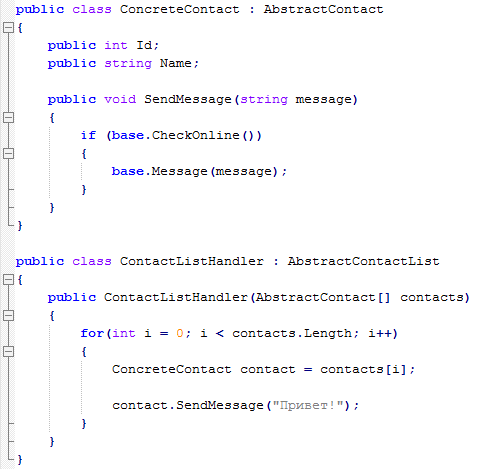 public class ConcreteContact : AbstractContact
{
    public int Id;
    public string Name;

    public void SendMessage(string message)
    {
        if (base.CheckOnline())
        {
            base.Message(message);
        }
    }
}

public class ContactListHandler : AbstractContactList
{
    public ContactListHandler(AbstractContact[] contacts)
    {
        for(int i = 0; i < contacts.Length; i++)
        {
            ConcreteContact contact = contacts[i];

            contact.SendMessage("Привет!");
        }
    }
}